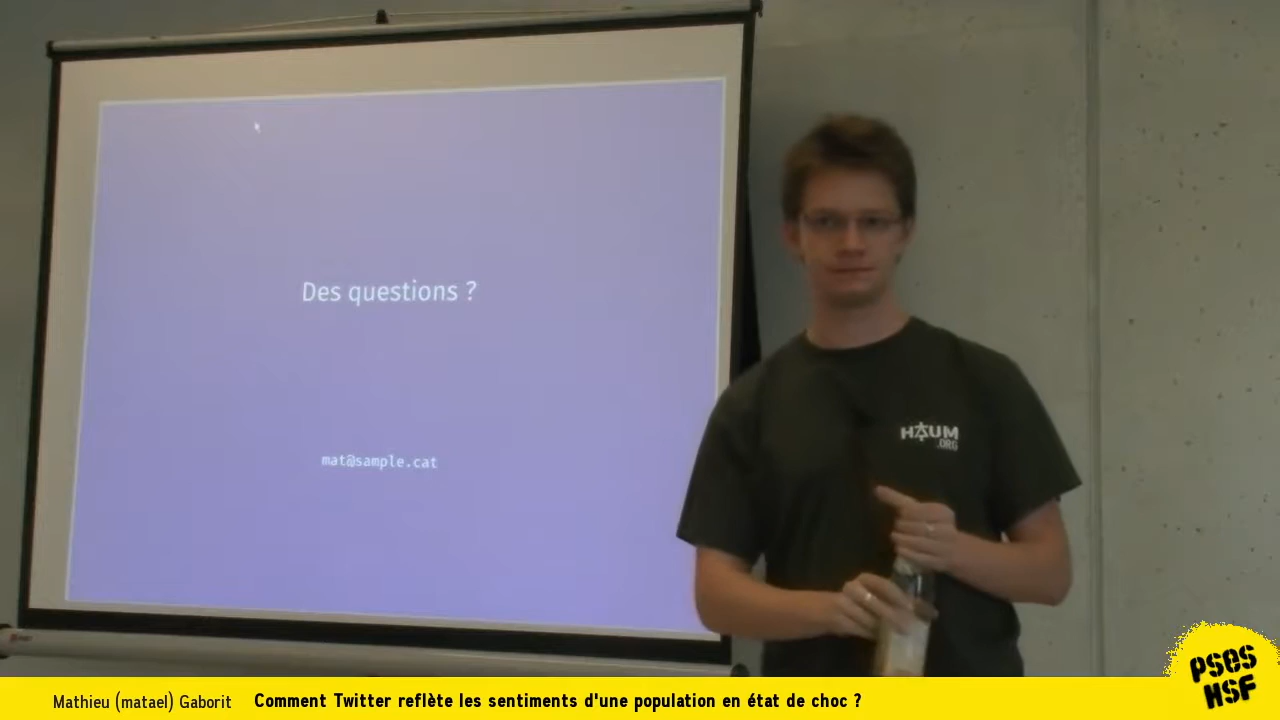 Des questions ?
mat@sample.cat
HAUM
.ORG
Mathieu (matael) Gaborit Comment Twitter reflète les sentiments d'une population en état de choc ?
PSES
HSF